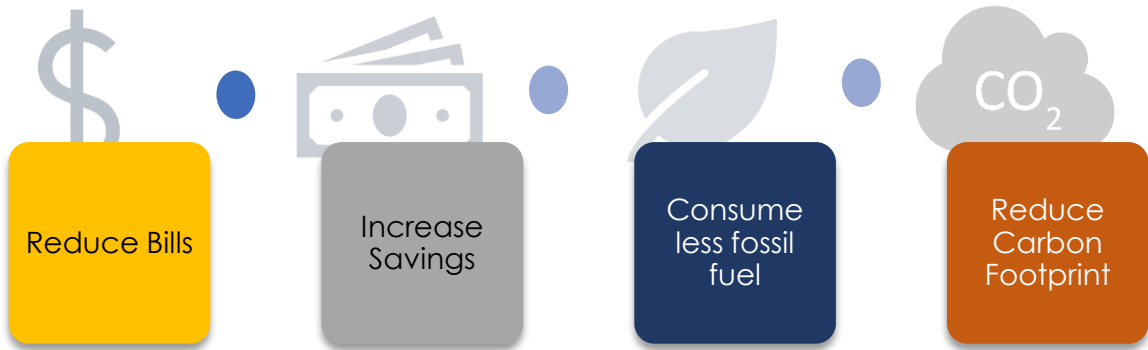 $
CO₂
Reduce Bills
Increase
Savings
Consume
less fossil
fuel
Reduce
Carbon
Footprint